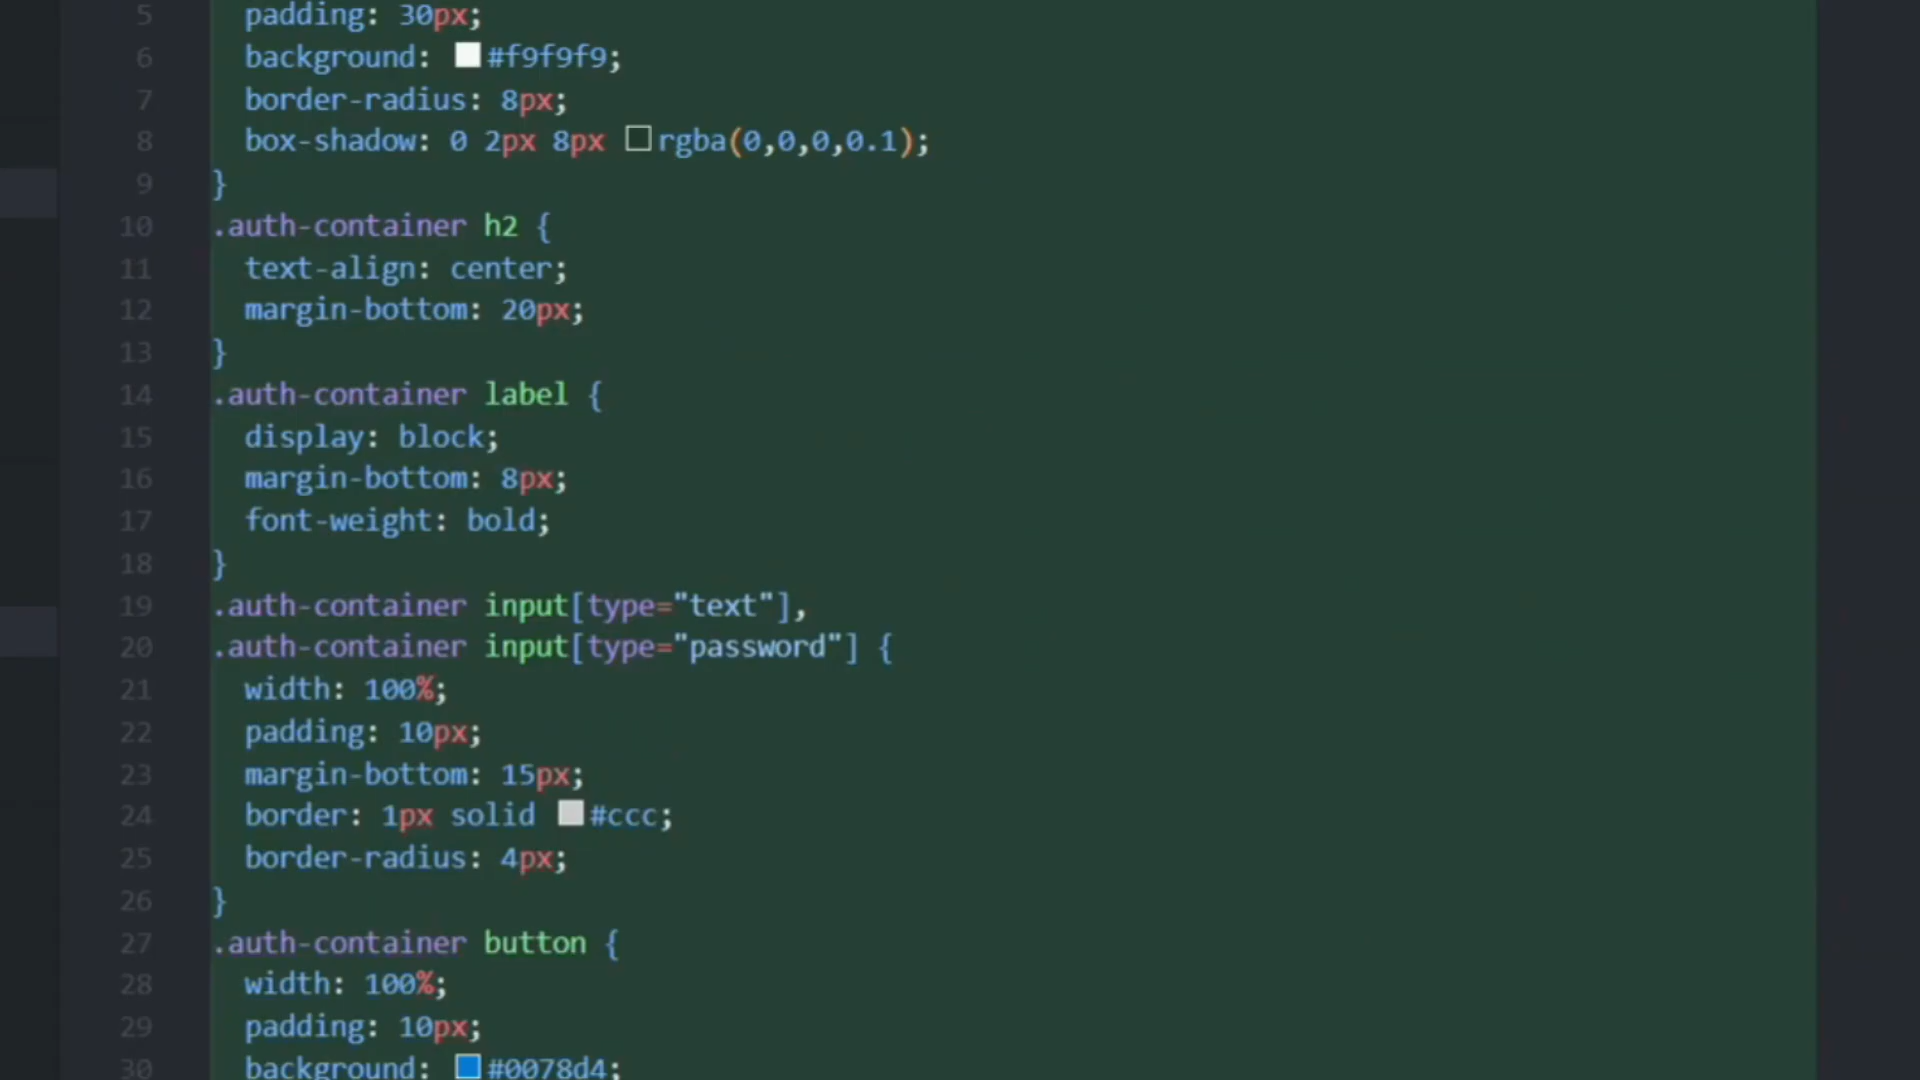 5 padding: 30px;
6 background: #f9f9f9;
7 border-radius: 8px;
8 box-shadow: 0 2px 8px rgba(0,0,0,0.1);
9 }
10 .auth-container h2 {
11 text-align: center;
12 margin-bottom: 20px;
13 }
14 .auth-container label {
15 display: block;
16 margin-bottom: 8px;
17 font-weight: bold;
18 }
19 .auth-container input[type="text"],
20 .auth-container input[type="password"] {
21 width: 100%;
22 padding: 10px;
23 margin-bottom: 15px;
24 border: 1px solid #ccc;
25 border-radius: 4px;
26 }
27 .auth-container button {
28 width: 100%;
29 padding: 10px;
30 background: #0078d4;